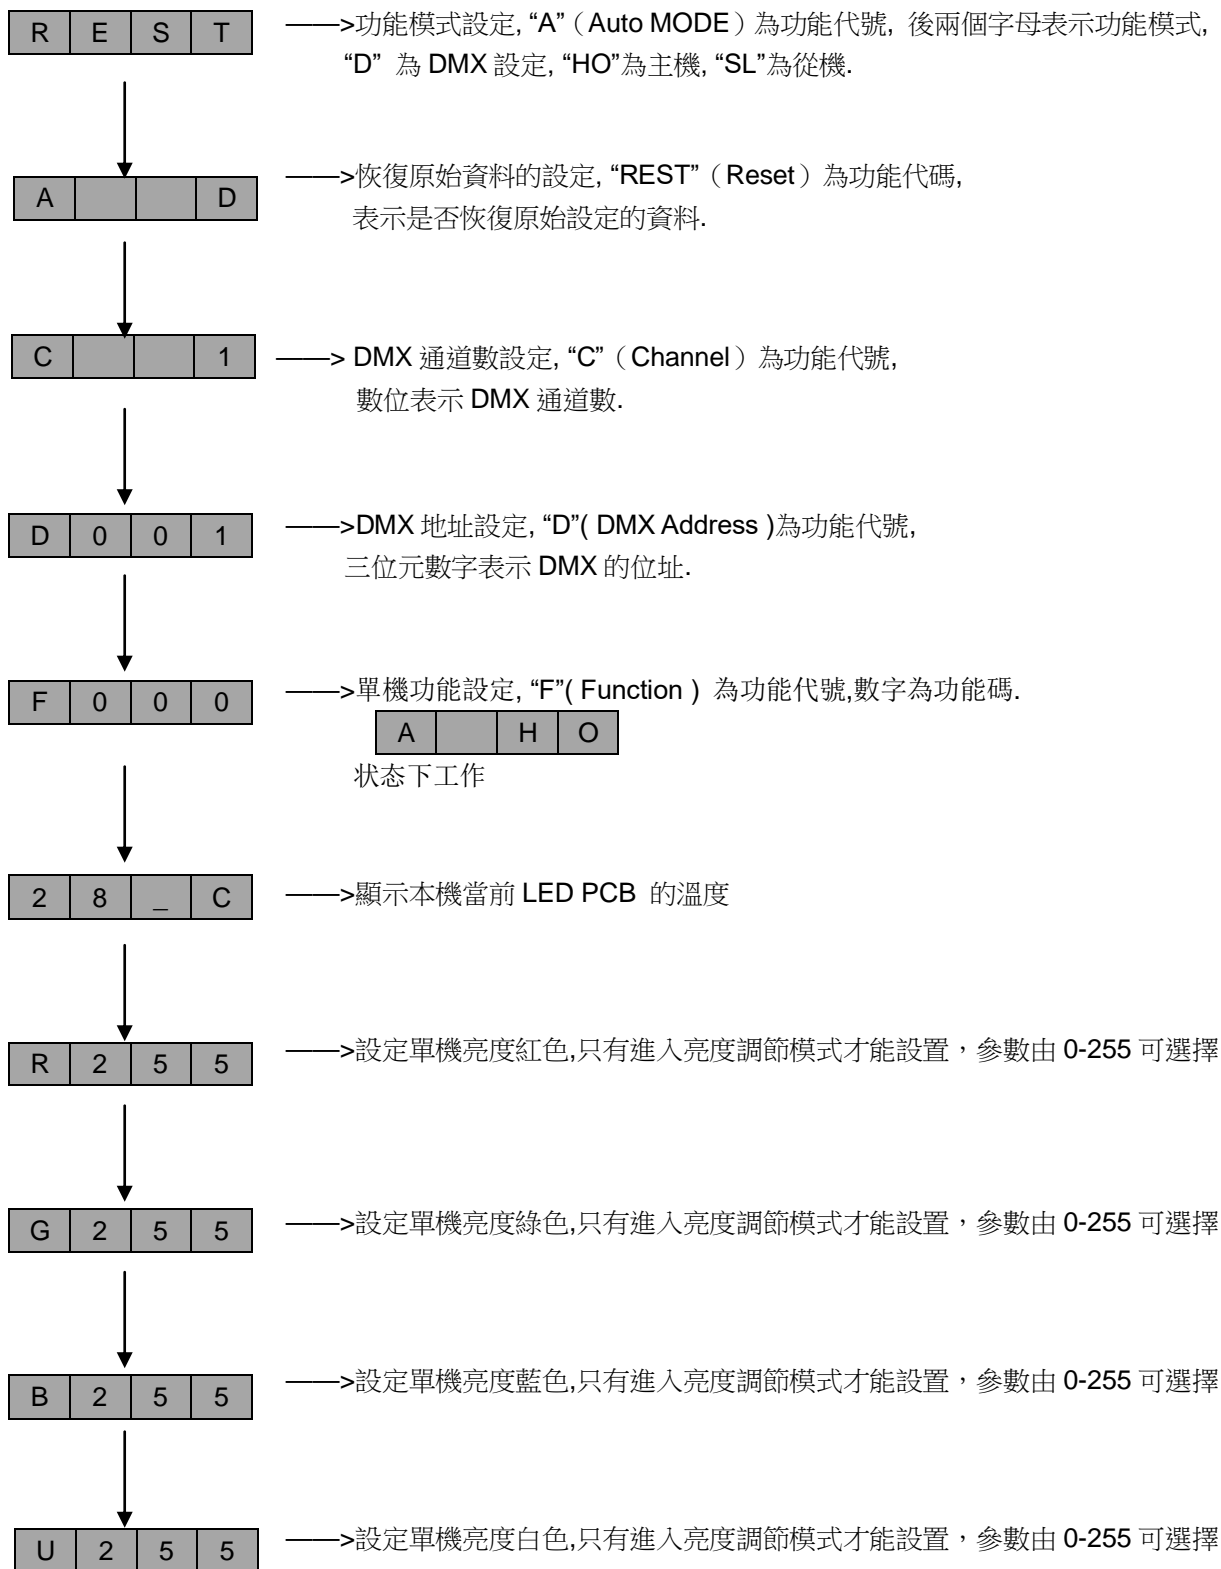 R E S T ——>功能模式設定, “A”（Auto MODE）為功能代號, 後兩個字母表示功能模式,
“D” 為 DMX 設定, “HO”為主機, “SL”為從機.
A D ——>恢復原始資料的設定, “REST”（Reset）為功能代碼,
表示是否恢復原始設定的資料.
C 1 ——> DMX 通道數設定, “C”（Channel）為功能代號,
數位表示 DMX 通道數.
D 0 0 1 ——>DMX 地址設定, “D”( DMX Address )為功能代號,
三位元數字表示 DMX 的位址.
F 0 0 0 ——>單機功能設定, “F”( Function ) 為功能代號,數字為功能碼.
A H O
状态下工作
2 8 _ C ——>顯示本機當前 LED PCB 的溫度
R 2 5 5 ——>設定單機亮度紅色,只有進入亮度調節模式才能設置，參數由 0-255 可選擇
G 2 5 5 ——>設定單機亮度綠色,只有進入亮度調節模式才能設置，參數由 0-255 可選擇
B 2 5 5 ——>設定單機亮度藍色,只有進入亮度調節模式才能設置，參數由 0-255 可選擇
U 2 5 5 ——>設定單機亮度白色,只有進入亮度調節模式才能設置，參數由 0-255 可選擇